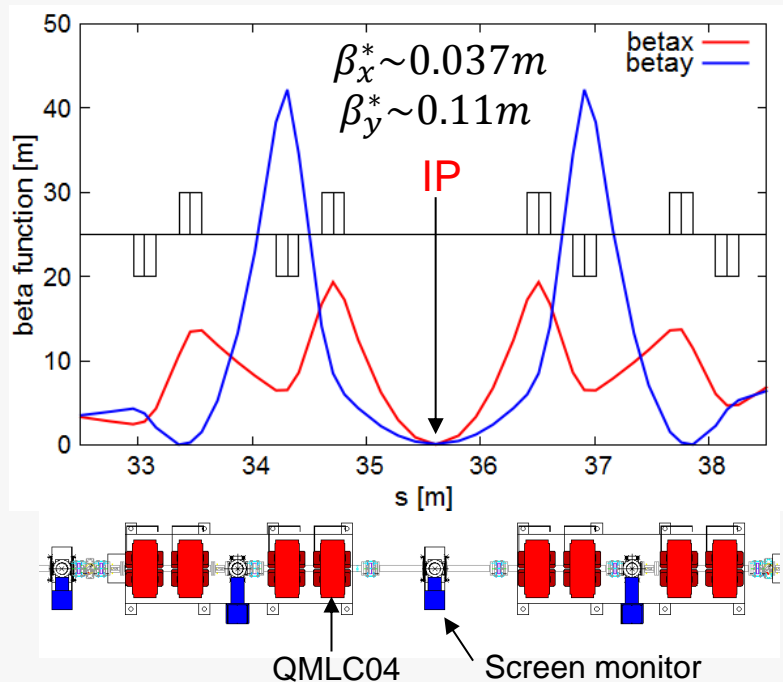 50
40
30
20
10
0
beta function [m]
betax
betay
β*x~0.037m
β*y~0.11m
IP
33 34 35 36 37 38
s [m]
QMLC04 Screen monitor